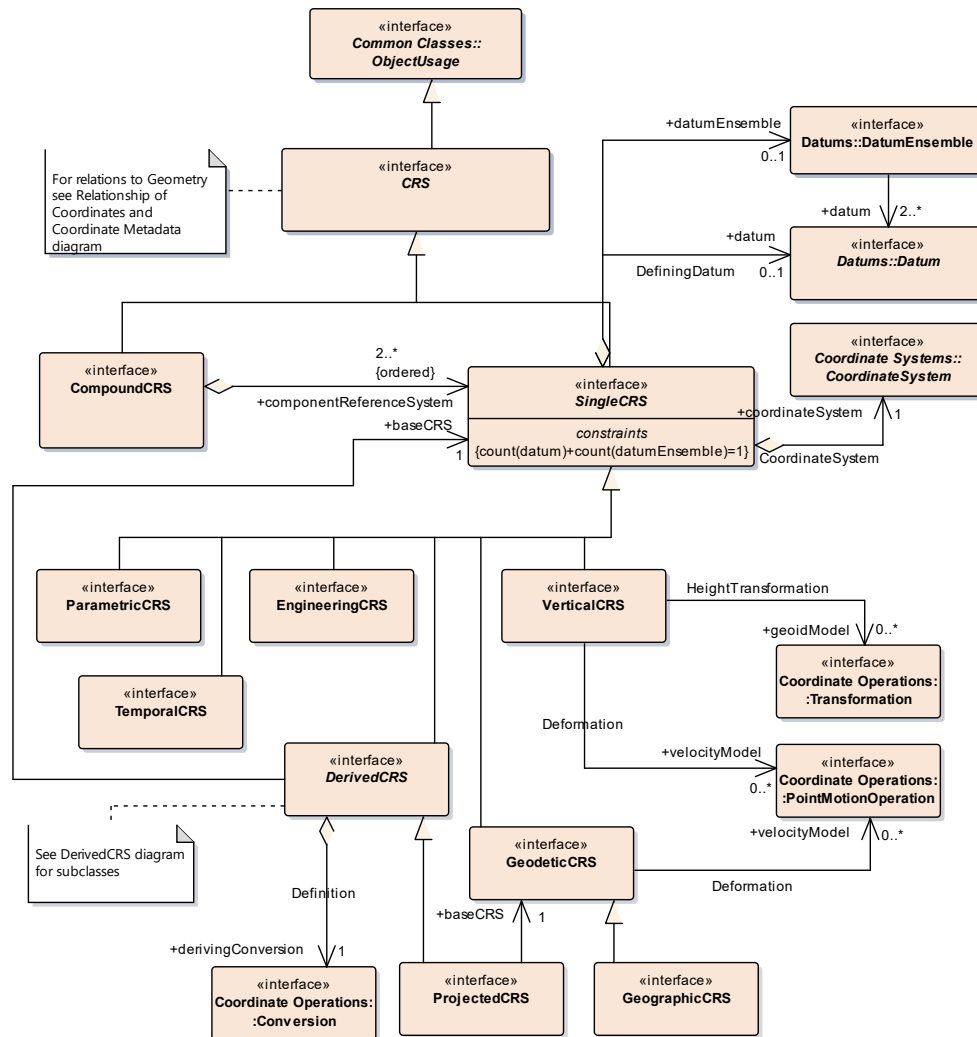 «interface»
Common Classes::
ObjectUsage
«interface»
CRS
For relations to Geometry
see Relationship of
Coordinates and
Coordinate Metadata
diagram
+datumEnsemble
0..1
«interface»
Datums::DatumEnsemble
+datum
2..*
+datum
DefiningDatum
0..1
«interface»
Datums::Datum
«interface»
CompoundCRS
2..*
{ordered}
+componentReferenceSystem
+baseCRS
1
«interface»
SingleCRS
constraints
{count(datum)+count(datumEnsemble)=1}
«interface»
Coordinate Systems::
CoordinateSystem
+coordinateSystem
1
CoordinateSystem
«interface»
ParametricCRS
«interface»
EngineeringCRS
«interface»
VerticalCRS
HeightTransformation
+geoidModel
0..*
«interface»
Coordinate Operations:
:Transformation
«interface»
TemporalCRS
Deformation
+velocityModel
0..*
«interface»
Coordinate Operations:
:PointMotionOperation
«interface»
DerivedCRS
See DerivedCRS diagram
for subclasses
«interface»
GeodeticCRS
+velocityModel
0..*
Deformation
Definition
+derivingConversion
1
+baseCRS
1
«interface»
Coordinate Operations:
:Conversion
«interface»
ProjectedCRS
«interface»
GeographicCRS